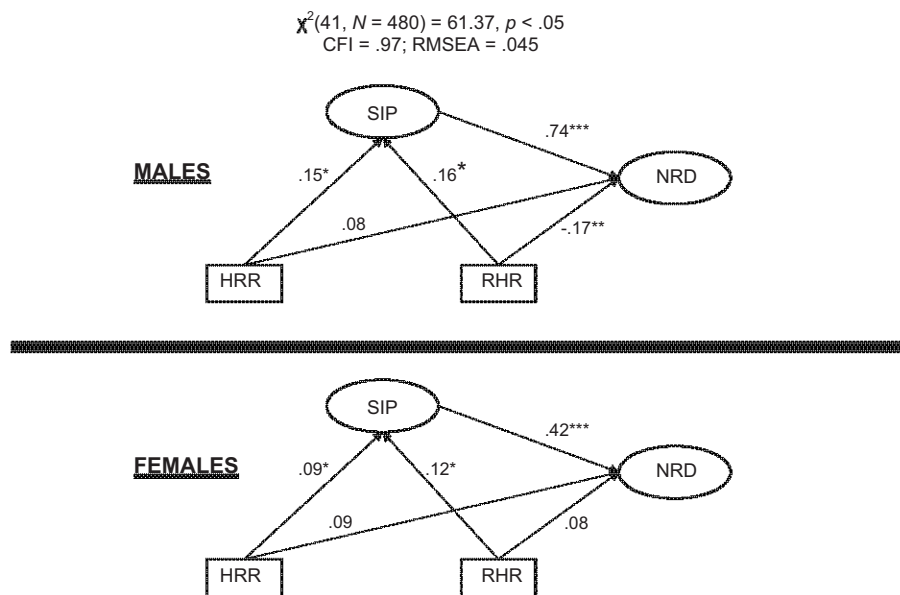 χ²(41, N = 480) = 61.37, p < .05
CFI = .97; RMSEA = .045
SIP
.74***
MALES
.15*
.16*
NRD
.08
-.17**
HRR
RHR
SIP
.42***
FEMALES
.09*
.12*
NRD
.09
.08
HRR
RHR